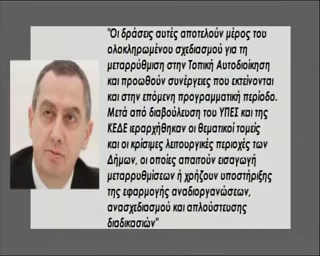 "Οι δράσεις αυτές αποτελούν μέρος του
ολοκληρωμένου σχεδιασμού για τη
μεταρρύθμιση στην Τοπική Αυτοδιοίκηση
και προωθούν συνέργειες που εκτείνονται
και στην επόμενη προγραμματική περίοδο.
Μετά από διαβούλευση του ΥΠΕΣ και της
ΚΕΔΕ ιεραρχήθηκαν οι θεματικοί τομείς
και οι κρίσιμες λειτουργικές περιοχές των
Δήμων, οι οποίες απαιτούν εισαγωγή
μεταρρυθμίσεων ή χρήζουν υποστήριξης
της εφαρμογής αναδιοργανώσεων,
ανασχεδιασμού και απλούστευσης
διαδικασιών"